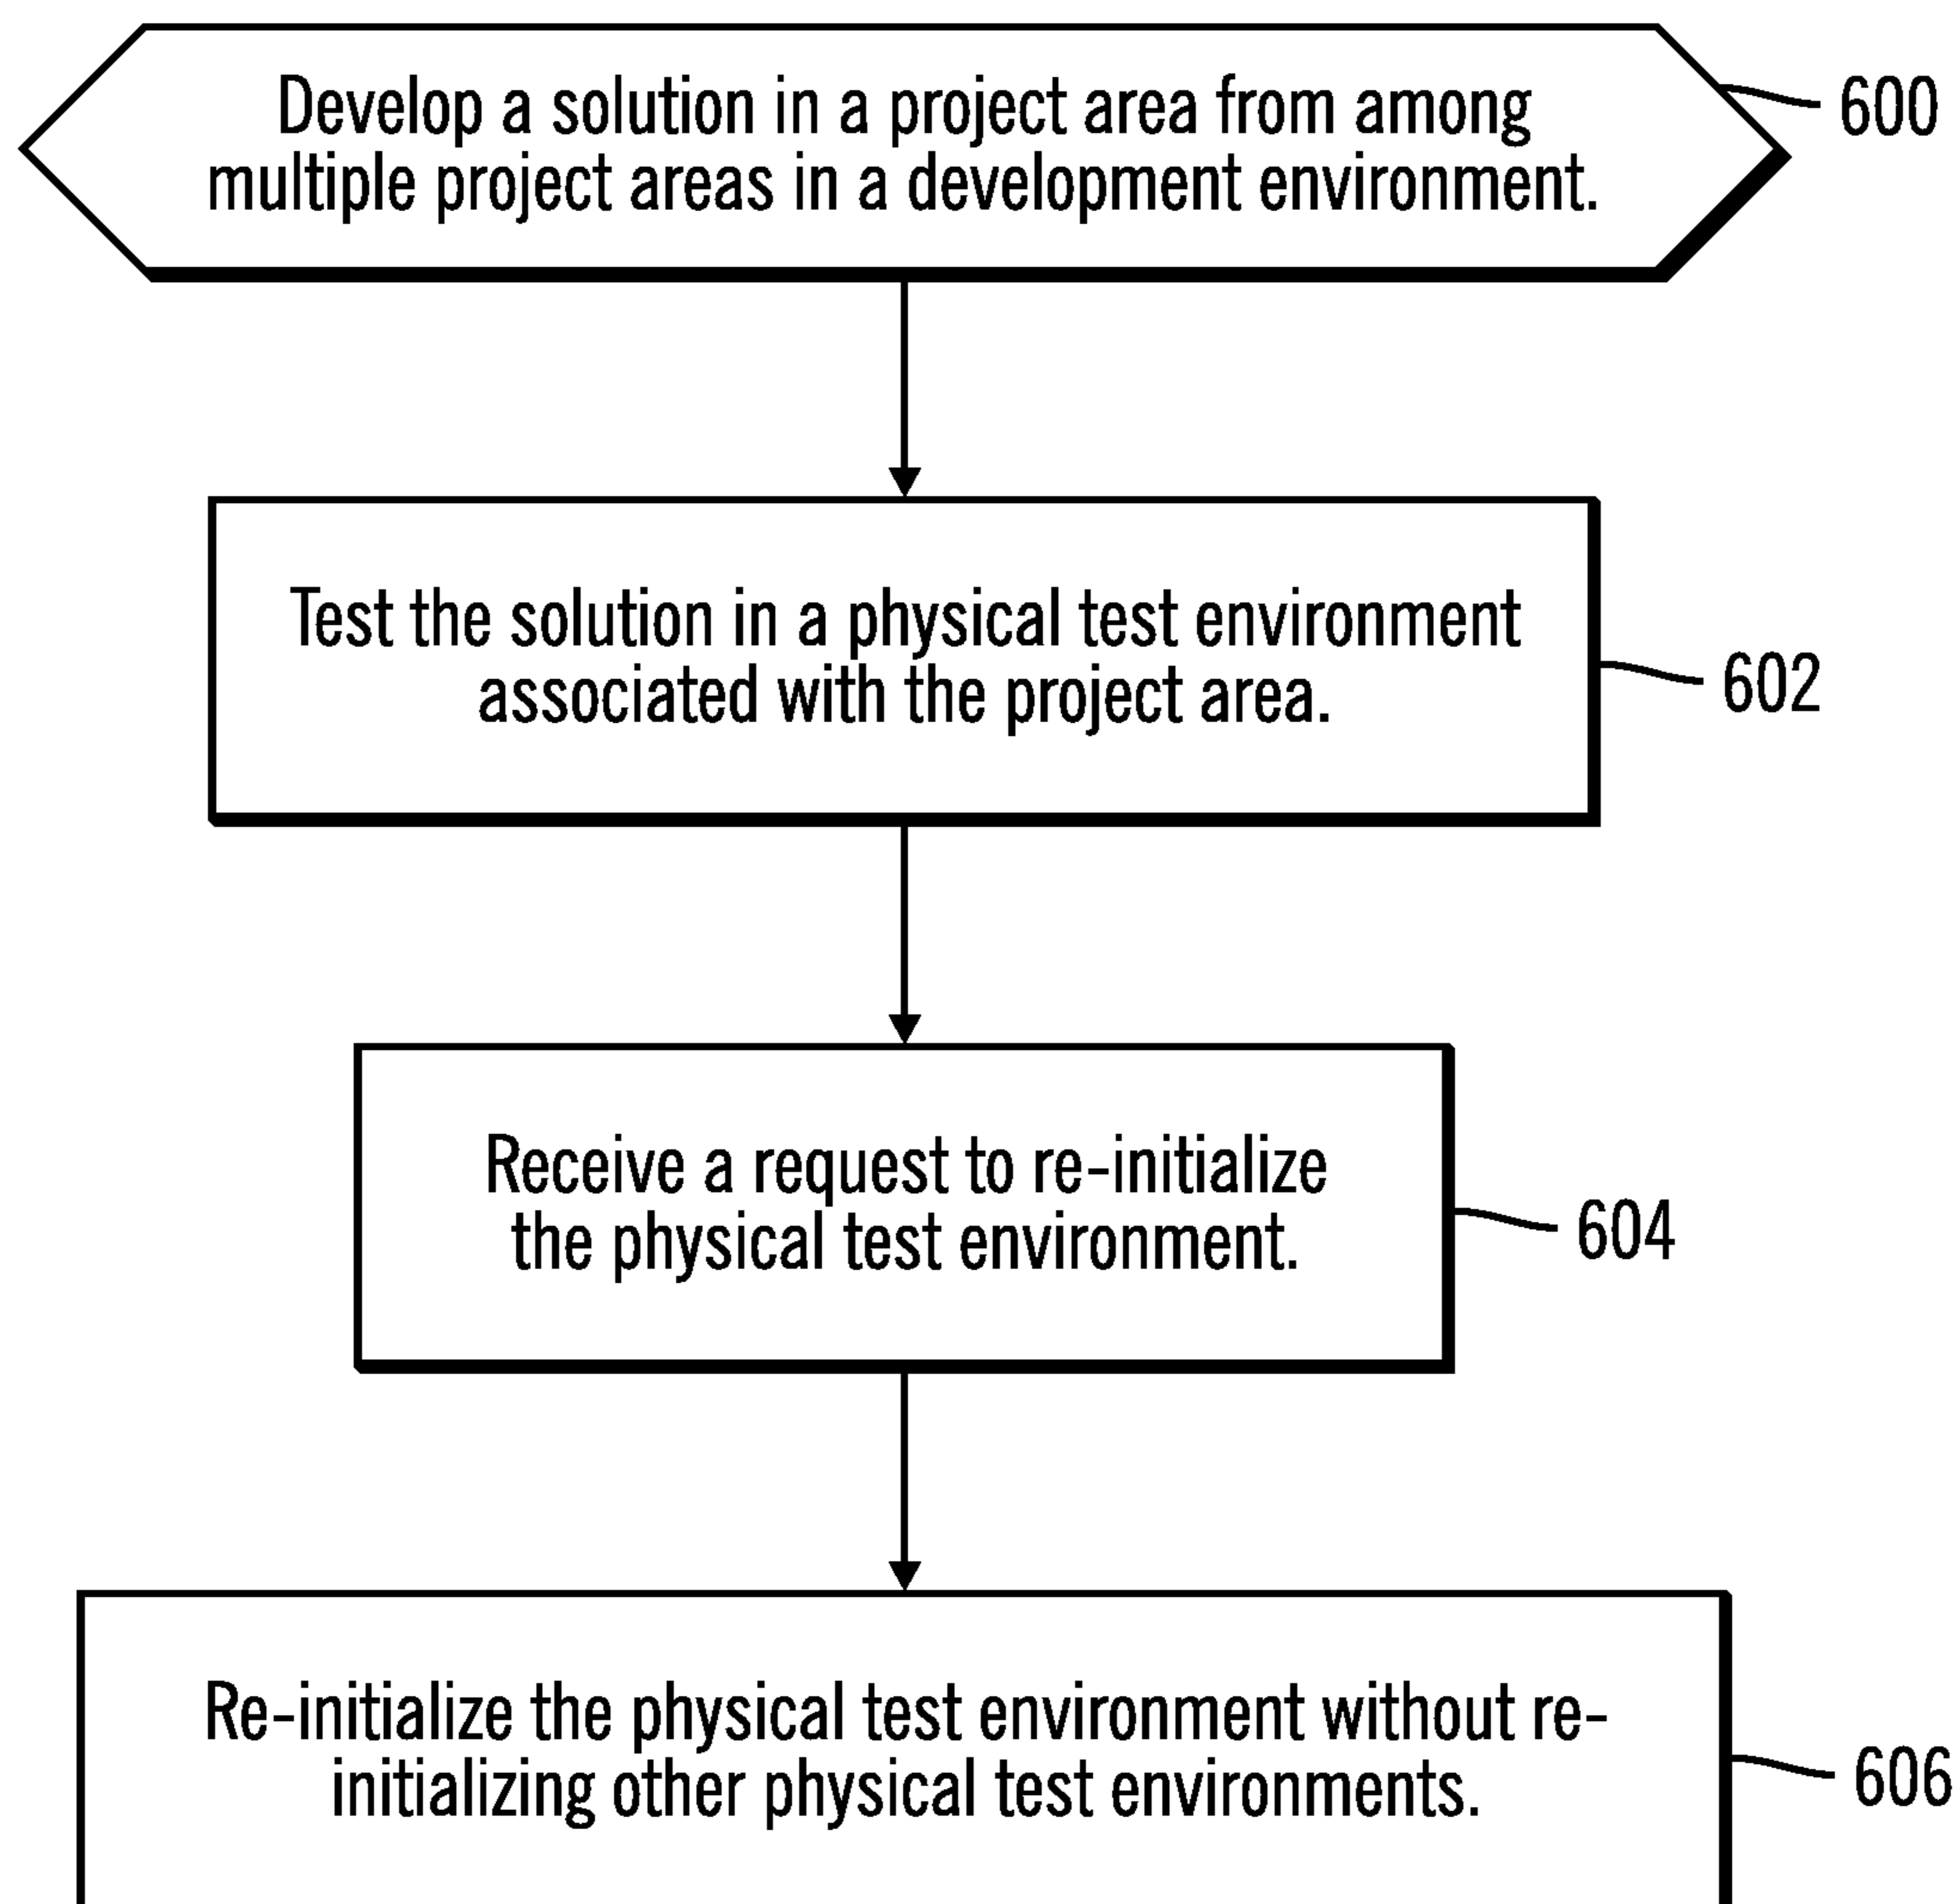 Develop a solution in a project area from among
multiple project areas in a development environment.
600
Test the solution in a physical test environment
associated with the project area.
602
Receive a request to re-initialize
the physical test environment.
604
Re-initialize the physical test environment without re-
initializing other physical test environments.
606